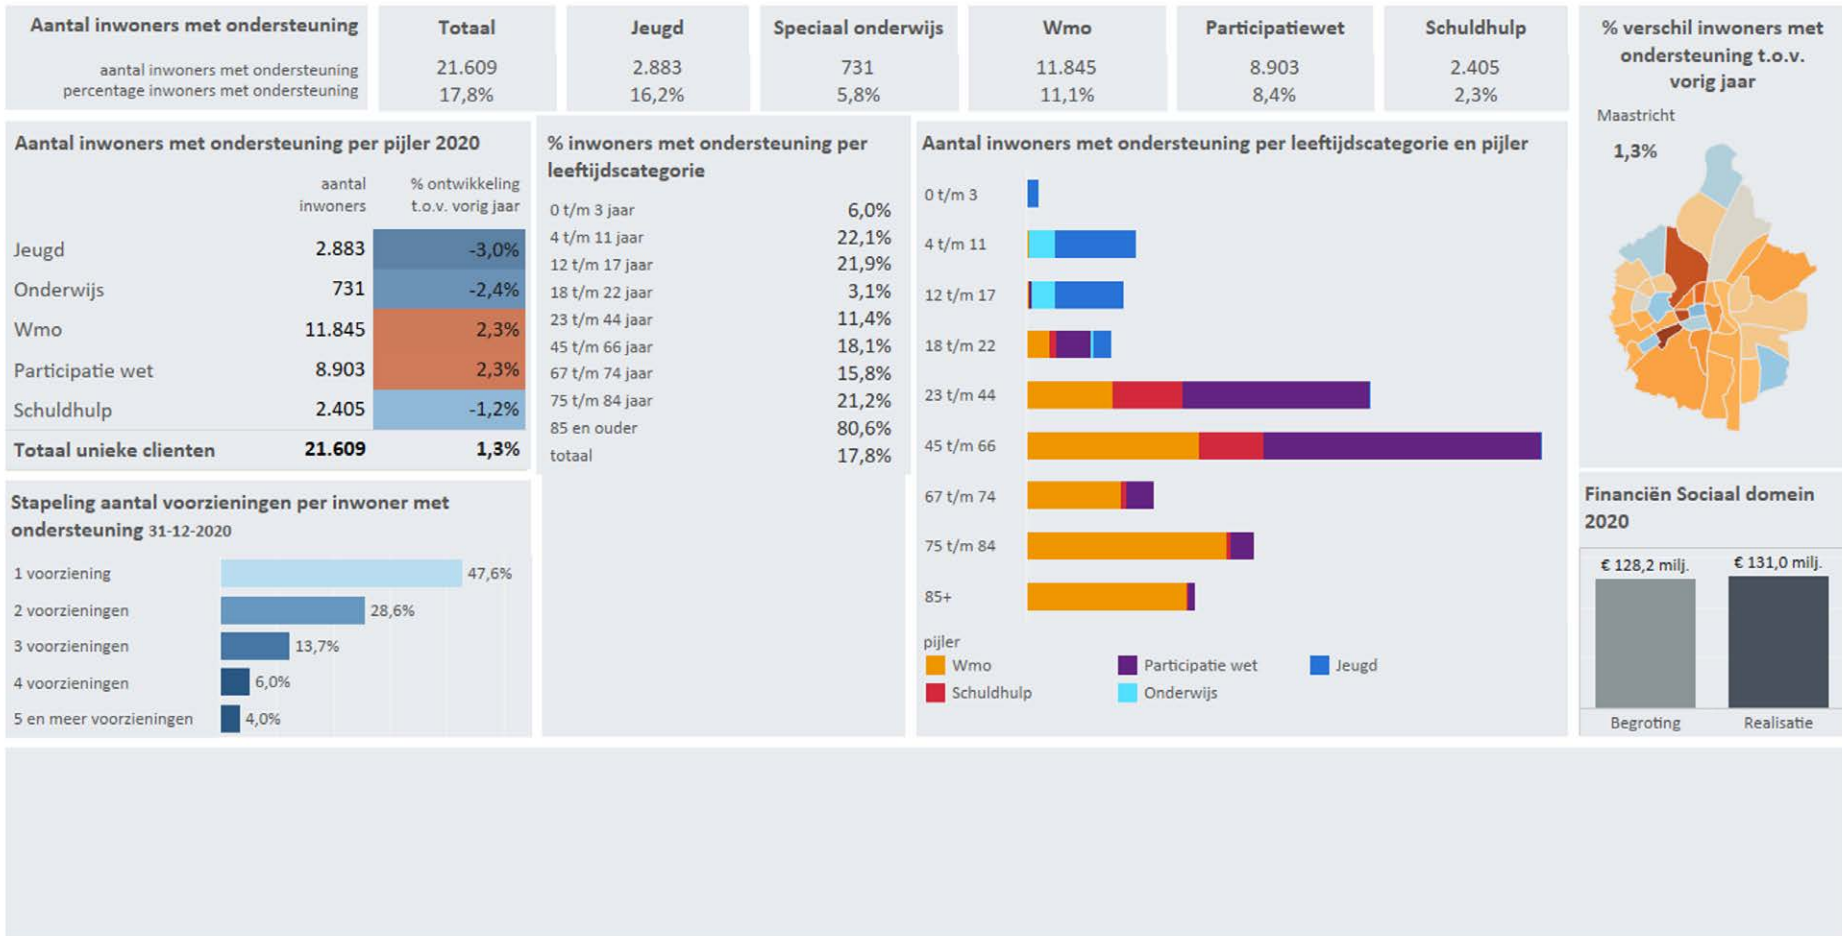 Aantal inwoners met ondersteuning
aantal inwoners met ondersteuning
percentage inwoners met ondersteuning
Totaal
21.609
17,8%
Jeugd
2.883
16,2%
Speciaal onderwijs
731
5,8%
Wmo
11.845
11,1%
Participatiewet
8.903
8,4%
Schuldhulp
2.405
2,3%
% verschil inwoners met
ondersteuning t.o.v.
vorig jaar
Maastricht
1,3%
Aantal inwoners met ondersteuning per pijler 2020
aantal % ontwikkeling
inwoners t.o.v. vorig jaar
Jeugd 2.883 -3,0%
Onderwijs 731 -2,4%
Wmo 11.845 2,3%
Participatie wet 8.903 2,3%
Schuldhulp 2.405 -1,2%
Totaal unieke clienten 21.609 1,3%
% inwoners met ondersteuning per
leeftijdscategorie
0 t/m 3 jaar 6,0%
4 t/m 11 jaar 22,1%
12 t/m 17 jaar 21,9%
18 t/m 22 jaar 3,1%
23 t/m 44 jaar 11,4%
45 t/m 66 jaar 18,1%
67 t/m 74 jaar 15,8%
75 t/m 84 jaar 21,2%
85 en ouder 80,6%
totaal 17,8%
Aantal inwoners met ondersteuning per leeftijdscategorie en pijler
0 t/m 3
4 t/m 11
12 t/m 17
18 t/m 22
23 t/m 44
45 t/m 66
67 t/m 74
75 t/m 84
85+
pijler
Wmo Participatie wet Jeugd
Schuldhulp Onderwijs
Stapeling aantal voorzieningen per inwoner met
ondersteuning 31-12-2020
1 voorziening 47,6%
2 voorzieningen 28,6%
3 voorzieningen 13,7%
4 voorzieningen 6,0%
5 en meer voorzieningen 4,0%
Financiën Sociaal domein
2020
€ 128,2 milj. € 131,0 milj.
Begroting Realisatie